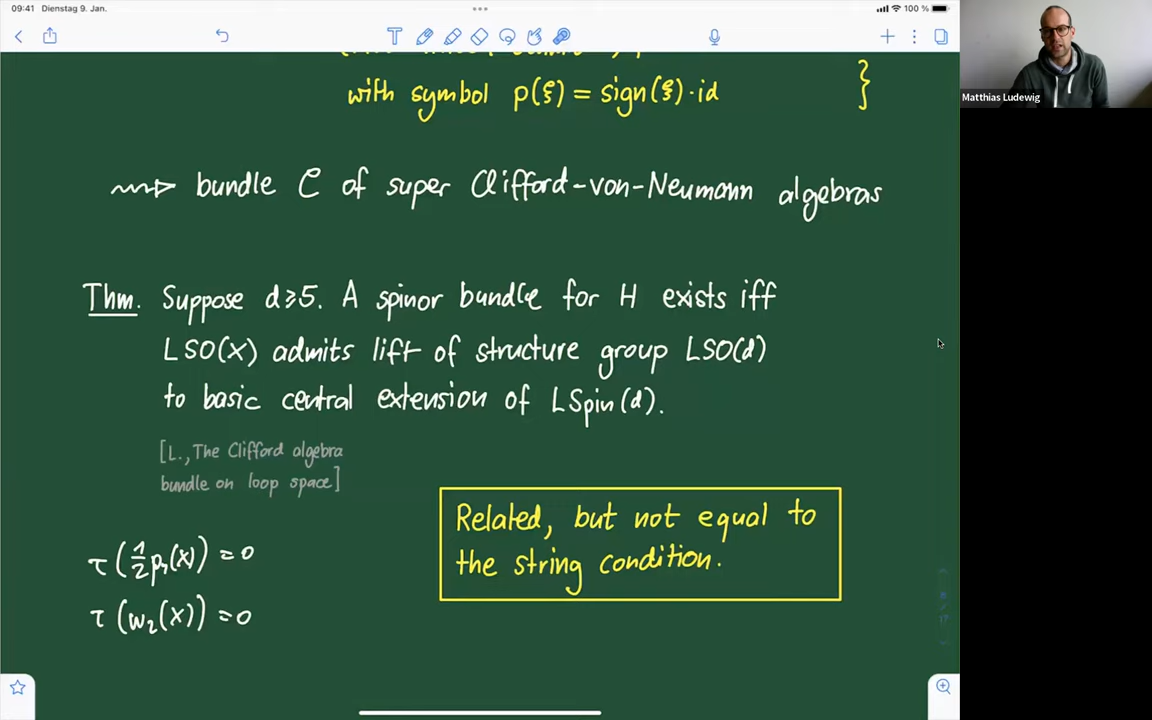 09:41 Dienstag 9. Jan.
100 %
with symbol p(ξ) = sign(ξ)·id }
bundle C of super Clifford-von-Neumann algebras
Thm. Suppose d≥5. A spinor bundle for H exists iff
LSO(X) admits lift of structure group LSO(d)
to basic central extension of LSpin(d).
[L., The Clifford algebra
bundle on loop space]
Related, but not equal to
the string condition.
τ(½p₁(X)) = 0
τ(w₂(X)) = 0
Matthias Ludewig